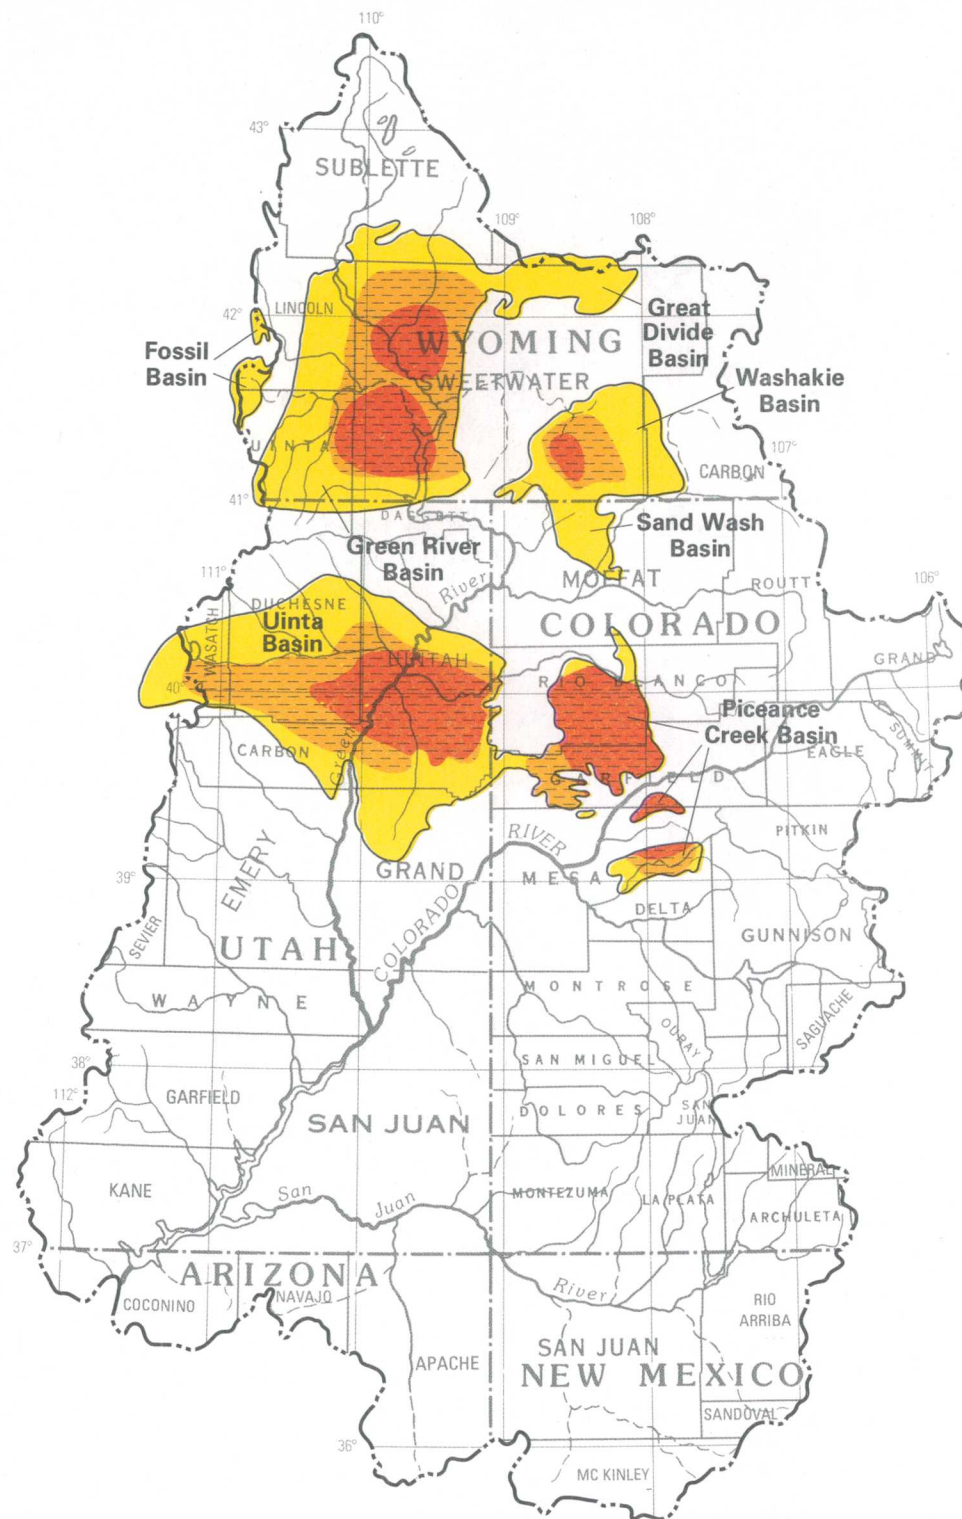 110°
43°
SUBLETTE
109°
108°
LINCOLN
42°
Great
Divide
Basin
WYOMING
Fossil
Basin
SWEETWATER
Washakie
Basin
UINTA
107°
CARBON
41°
DAGGETT
Sand Wash
Basin
Green River
Basin
MOFFAT
River
ROUTT
111°
106°
DUCHESNE
Uinta
Basin
WASATCH
COLORADO
UINTAH
GRAND
40°
RIO BLANCO
Piceance
Creek Basin
CARBON
Green
EAGLE
SUMMIT
GARFIELD
RIVER
PITKIN
GRAND
MESA
39°
EMERY
COLORADO
DELTA
SEVIER
UTAH
GUNNISON
WAYNE
MONTROSE
SAGUACHE
OURAY
SAN MIGUEL
38°
112°
GARFIELD
DOLORES
SAN
JUAN
SAN JUAN
MINERAL
KANE
San
Juan
MONTEZUMA
LA PLATA
ARCHULETA
37°
ARIZONA
River
COCONINO
NAVAJO
RIO
ARRIBA
SAN JUAN
APACHE
NEW MEXICO
SANDOVAL
36°
MC KINLEY